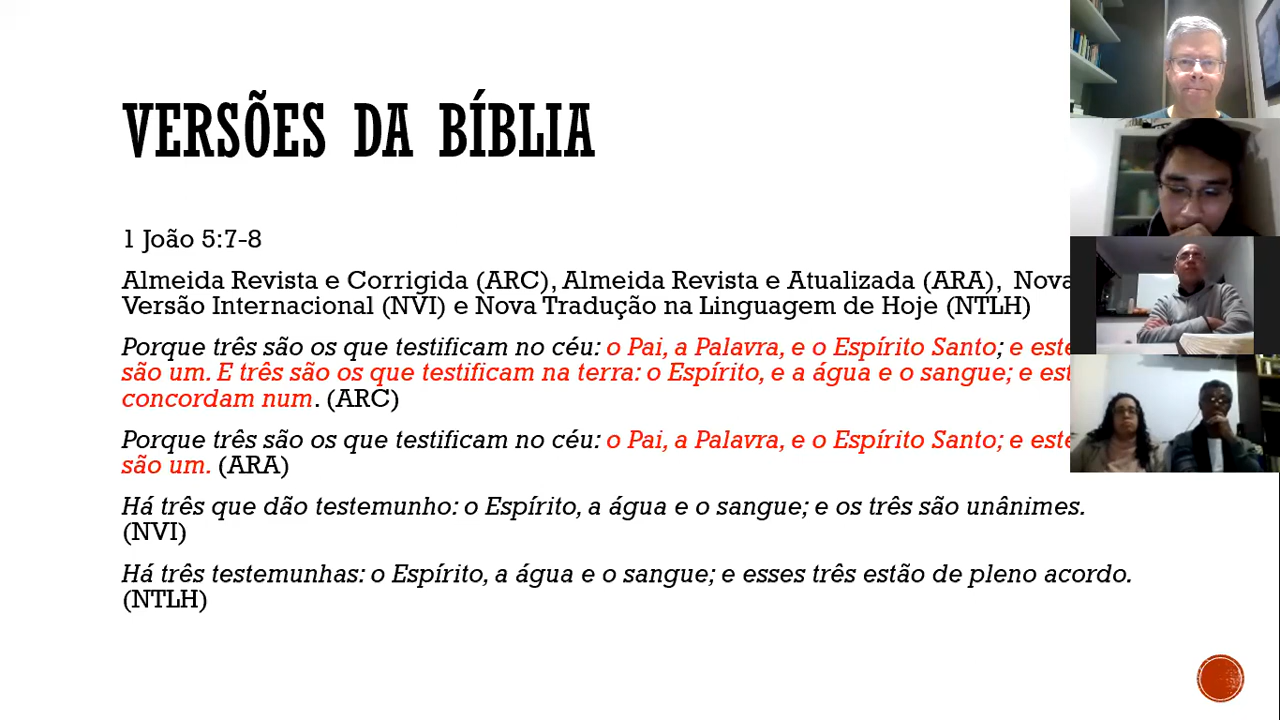 VERSÕES DA BÍBLIA
1 João 5:7-8
Almeida Revista e Corrigida (ARC), Almeida Revista e Atualizada (ARA), Nova
Versão Internacional (NVI) e Nova Tradução na Linguagem de Hoje (NTLH)
Porque três são os que testificam no céu: o Pai, a Palavra, e o Espírito Santo; e
são um. E três são os que testificam na terra: o Espírito, e a água e o sangue; e
concordam num. (ARC)
Porque três são os que testificam no céu: o Pai, a Palavra, e o Espírito Santo; e
são um. (ARA)
Há três que dão testemunho: o Espírito, a água e o sangue; e os três são unânimes.
(NVI)
Há três testemunhas: o Espírito, a água e o sangue; e esses três estão de pleno acordo.
(NTLH)